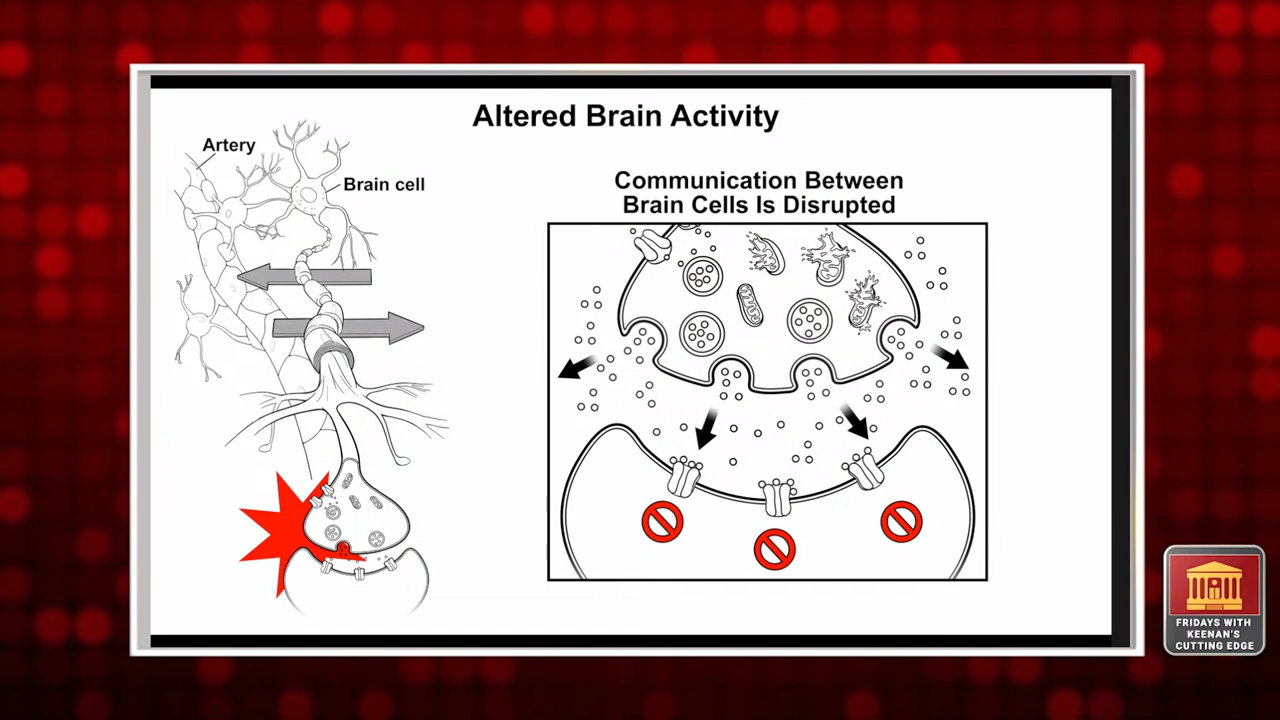 Altered Brain Activity
Artery
Brain cell
Communication Between
Brain Cells Is Disrupted
FRIDAYS WITH
KEENAN'S
CUTTING EDGE